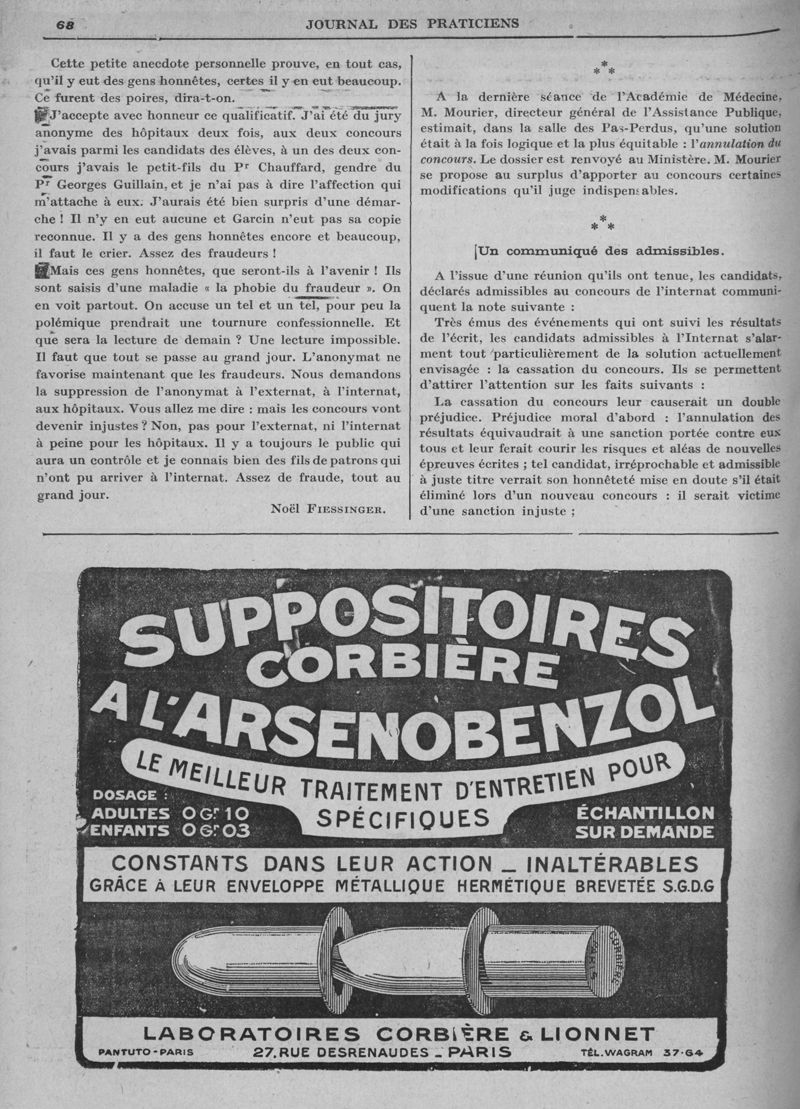 68
JOURNAL DES PRATICIENS
Cette petite anecdote personnelle prouve, en tout cas,
qu'il y eut des gens honnêtes, certes il y en eut beaucoup.
Ce furent des poires, dira-t-on.
J'accepte avec honneur ce qualificatif. J'ai été du jury
anonyme des hôpitaux deux fois, aux deux concours
j'avais parmi les candidats des élèves, à un des deux con-
cours j'avais le petit-fils du Pr Chauffard, gendre du
Pr Georges Guillain, et je n'ai pas à dire l'affection qui
m'attache à eux. J'aurais été bien surpris d'une démar-
che ! Il n'y en eut aucune et Garcin n'eut pas sa copie
reconnue. Il y a des gens honnêtes encore et beaucoup,
il faut le crier. Assez des fraudeurs !
Mais ces gens honnêtes, que seront-ils à l'avenir ! Ils
sont saisis d'une maladie « la phobie du fraudeur ». On
en voit partout. On accuse un tel et un tel, pour peu la
polémique prendrait une tournure confessionnelle. Et
que sera la lecture de demain ? Une lecture impossible.
Il faut que tout se passe au grand jour. L'anonymat ne
favorise maintenant que les fraudeurs. Nous demandons
la suppression de l'anonymat à l'externat, à l'internat,
aux hôpitaux. Vous allez me dire : mais les concours vont
devenir injustes ? Non, pas pour l'externat, ni l'internat
à peine pour les hôpitaux. Il y a toujours le public qui
aura un contrôle et je connais bien des fils de patrons qui
n'ont pu arriver à l'internat. Assez de fraude, tout au
grand jour.
Noël FIESSINGER.
*
* *
A la dernière séance de l'Académie de Médecine,
M. Mourier, directeur général de l'Assistance Publique,
estimait, dans la salle des Pas-Perdus, qu'une solution
était à la fois logique et la plus équitable : l'annulation du
concours. Le dossier est renvoyé au Ministère. M. Mourier
se propose au surplus d'apporter au concours certaines
modifications qu'il juge indispensables.
*
* *
Un communiqué des admissibles.
A l'issue d'une réunion qu'ils ont tenue, les candidats,
déclarés admissibles au concours de l'internat communi-
quent la note suivante :
Très émus des événements qui ont suivi les résultats
de l'écrit, les candidats admissibles à l'Internat s'alar-
ment tout particulièrement de la solution actuellement
envisagée : la cassation du concours. Ils se permettent
d'attirer l'attention sur les faits suivants :
La cassation du concours leur causerait un double
préjudice. Préjudice moral d'abord : l'annulation des
résultats équivaudrait à une sanction portée contre eux
tous et leur ferait courir les risques et aléas de nouvelles
épreuves écrites ; tel candidat, irréprochable et admissible
à juste titre verrait son honnêteté mise en doute s'il était
éliminé lors d'un nouveau concours : il serait victime
d'une sanction injuste ;
SUPPOSITOIRES
CORBIÈRE
A L'ARSENOBENZOL
LE MEILLEUR TRAITEMENT D'ENTRETIEN POUR
SPÉCIFIQUES
DOSAGE :
ADULTES 0 Gr 10
ENFANTS 0 Gr 03
ÉCHANTILLON
SUR DEMANDE
CONSTANTS DANS LEUR ACTION _ INALTÉRABLES
GRÂCE À LEUR ENVELOPPE MÉTALLIQUE HERMÉTIQUE BREVETÉE S.G.D.G
CORBIÈRE
PARIS
LABORATOIRES CORBIÈRE & LIONNET
PANTUTO-PARIS
27, RUE DESRENAUDES _ PARIS
TÉL. WAGRAM 37-64